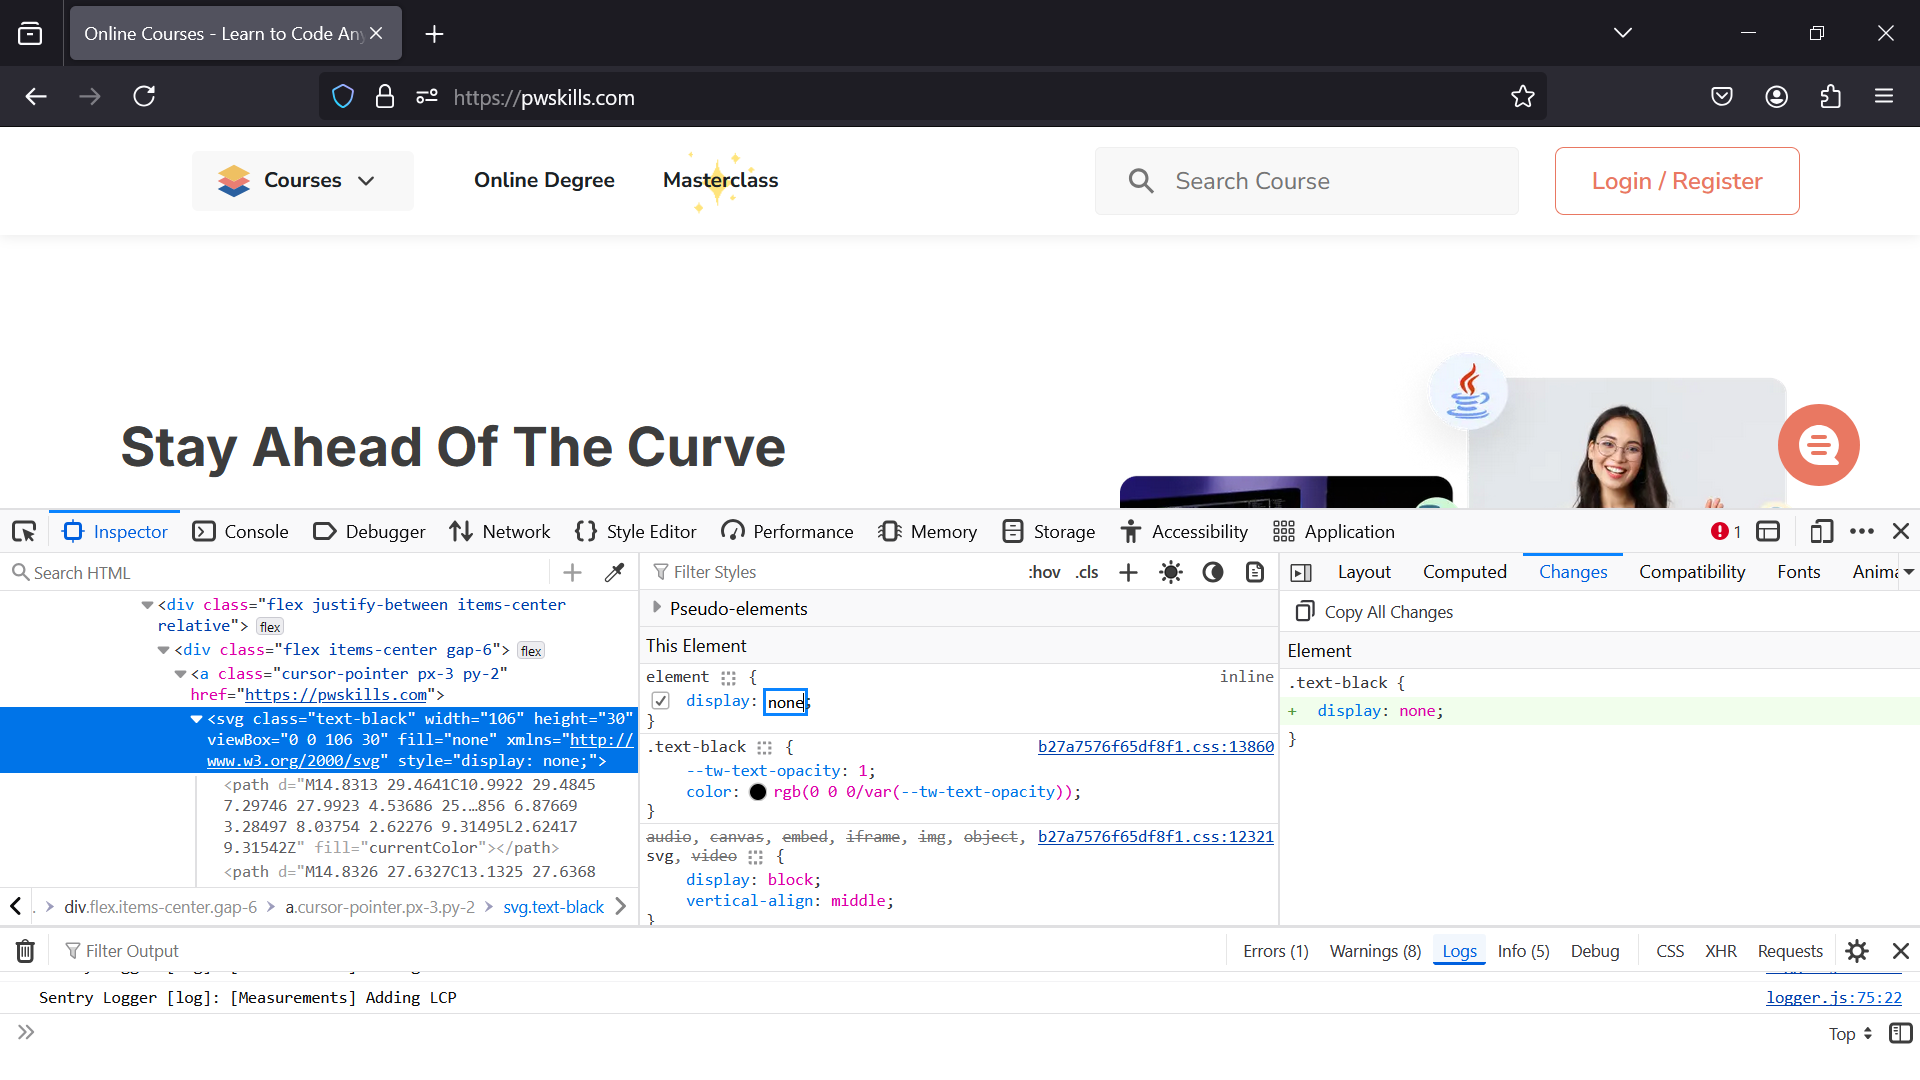 Online Courses - Learn to Code Any
https://pwskills.com
Courses
Online Degree
Masterclass
Search Course
Login / Register
Stay Ahead Of The Curve
Inspector
Console
Debugger
Network
Style Editor
Performance
Memory
Storage
Accessibility
Application
1
Search HTML
Filter Styles
:hov
.cls
Layout
Computed
Changes
Compatibility
Fonts
Anima
<div class="flex justify-between items-center
relative"> flex
<div class="flex items-center gap-6"> flex
<a class="cursor-pointer px-3 py-2"
href="https://pwskills.com">
<svg class="text-black" width="106" height="30"
viewBox="0 0 106 30" fill="none" xmlns="http://
www.w3.org/2000/svg" style="display: none;">
<path d="M14.8313 29.4641C10.9922 29.4845
7.29746 27.9923 4.53686 25.…856 6.87669
3.28497 8.03754 2.62276 9.31495L2.62417
9.31542Z" fill="currentColor"></path>
<path d="M14.8326 27.6327C13.1325 27.6368
div.flex.items-center.gap-6
a.cursor-pointer.px-3.py-2
svg.text-black
Pseudo-elements
This Element
element {
inline
display: none;
}
.text-black {
b27a7576f65df8f1.css:13860
--tw-text-opacity: 1;
color: rgb(0 0 0/var(--tw-text-opacity));
}
audio, canvas, embed, iframe, img, object,
b27a7576f65df8f1.css:12321
svg, video {
display: block;
vertical-align: middle;
}
Copy All Changes
Element
.text-black {
+ display: none;
}
Filter Output
Errors (1)
Warnings (8)
Logs
Info (5)
Debug
CSS
XHR
Requests
Sentry Logger [log]: [Measurements] Adding LCP
logger.js:75:22
Top